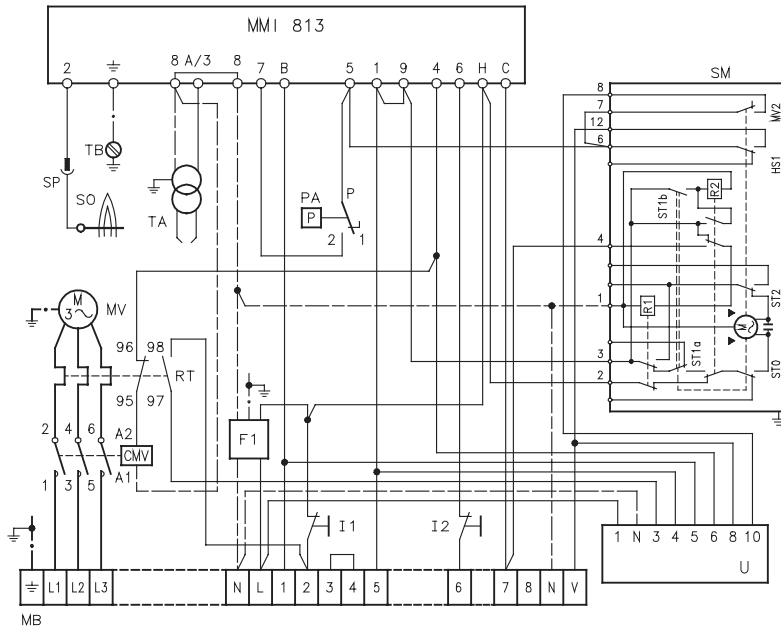 MMI 813
2
8 A/3 8 7 B 5 1 9 4 6 H C
SM
8
7
12
6
4
1
3
2
MV2
HS1
ST2
ST0
ST1b
ST1a
R2
R1
M
TB
SP
SO
TA
PA
P
P
2 1
M
3
MV
96 98
RT
95 97
2 4 6 A2
CMV
1 3 5 A1
F1
I1
I2
1 N 3 4 5 6 8 10
U
L1 L2 L3 N L 1 2 3 4 5 6 7 8 N V
MB